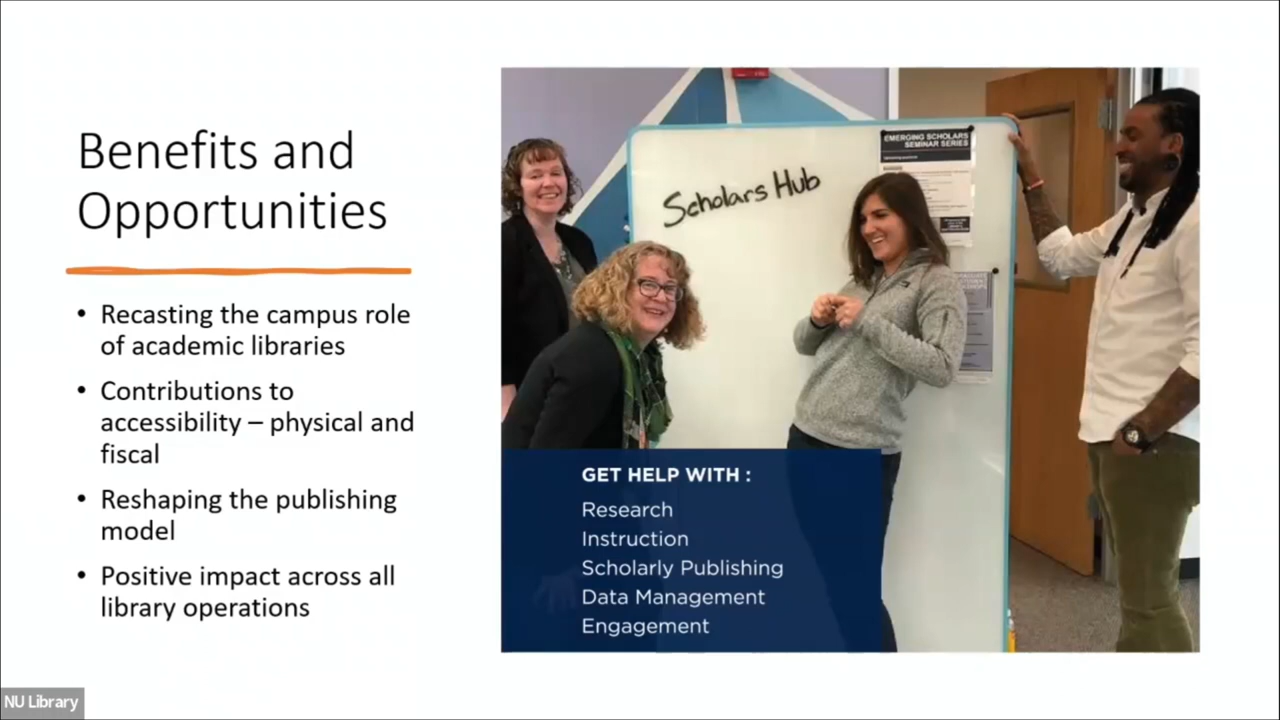 Benefits and
Opportunities
• Recasting the campus role
of academic libraries
• Contributions to
accessibility – physical and
fiscal
• Reshaping the publishing
model
• Positive impact across all
library operations
EMERGING SCHOLARS
SEMINAR SERIES
Scholars Hub
GET HELP WITH :
Research
Instruction
Scholarly Publishing
Data Management
Engagement
NU Library